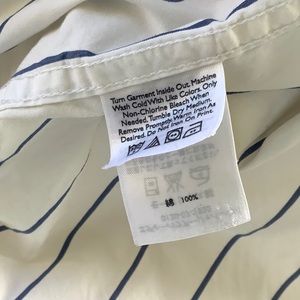 Turn Garment Inside Out. Machine
Wash Cold With Like Colors. Only
Non-Chlorine Bleach When
Needed. Tumble Dry Medium.
Remove Promptly. Warm Iron If
Desired. Do Not Iron On Print.
綿 100%